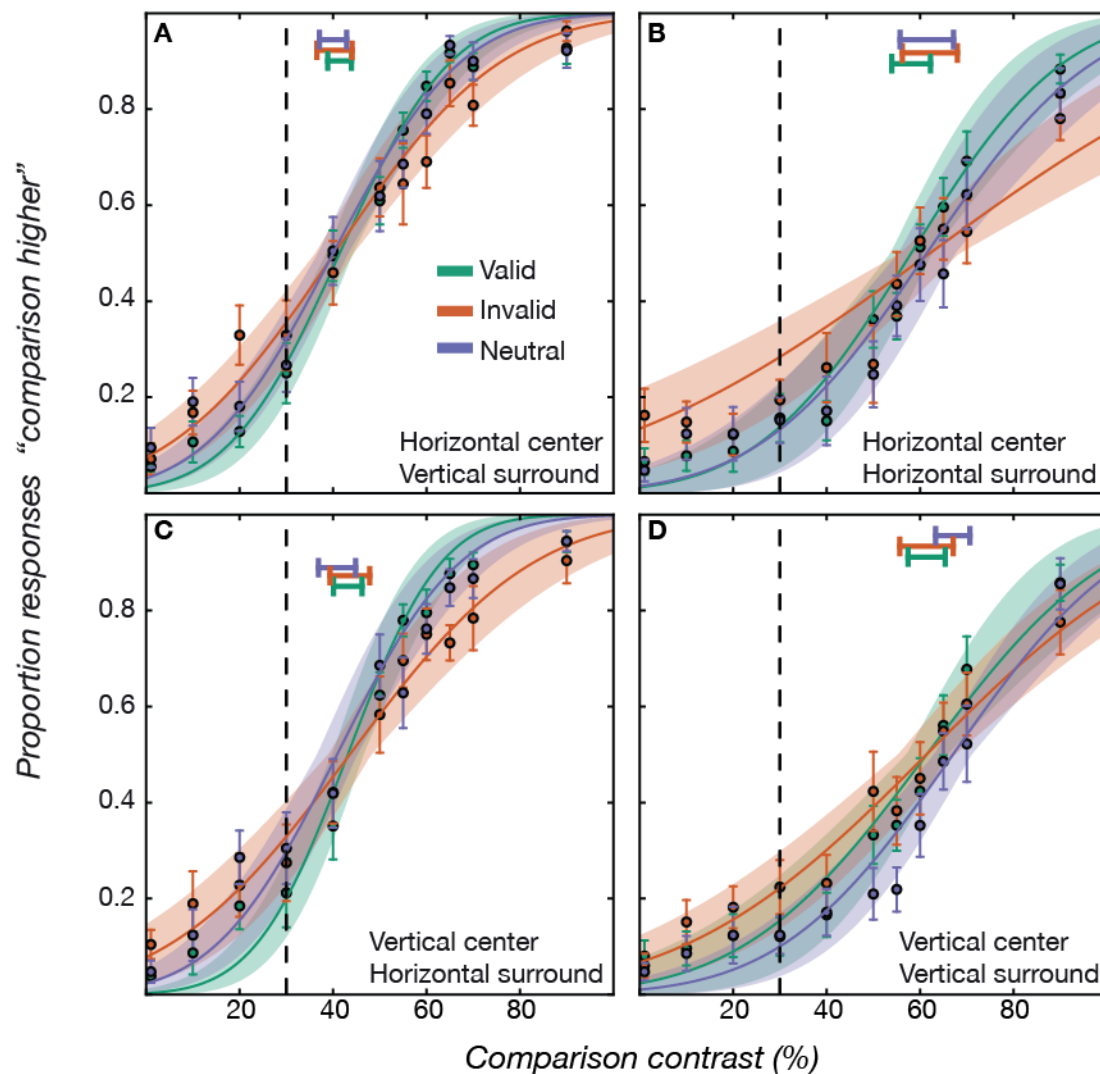 A
B
0.8
0.6
0.4
0.2
Valid
Invalid
Neutral
Horizontal center
Vertical surround
Horizontal center
Horizontal surround
C
D
0.8
0.6
0.4
0.2
Vertical center
Horizontal surround
Vertical center
Vertical surround
20 40 60 80 20 40 60 80
Proportion responses “comparison higher”
Comparison contrast (%)